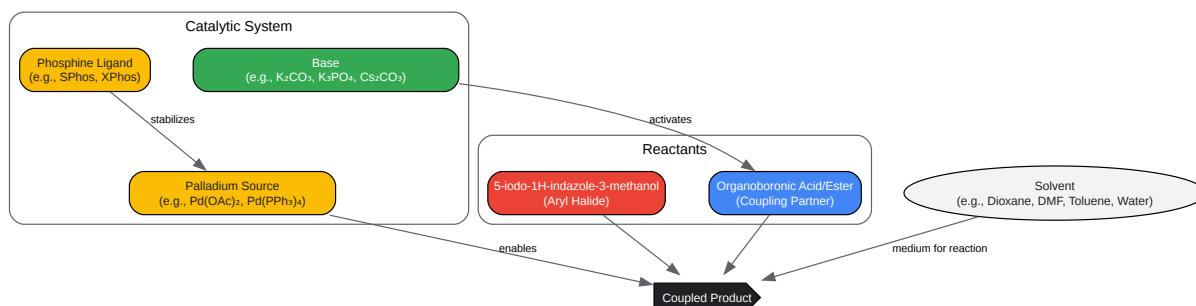 Catalytic System
Phosphine Ligand
(e.g., SPhos, XPhos)
Base
(e.g., K₂CO₃, K₃PO₄, Cs₂CO₃)
stabilizes
activates
Reactants
Palladium Source
(e.g., Pd(OAc)₂, Pd(PPh₃)₄)
5-iodo-1H-indazole-3-methanol
(Aryl Halide)
Organoboronic Acid/Ester
(Coupling Partner)
Solvent
(e.g., Dioxane, DMF, Toluene, Water)
enables
medium for reaction
Coupled Product